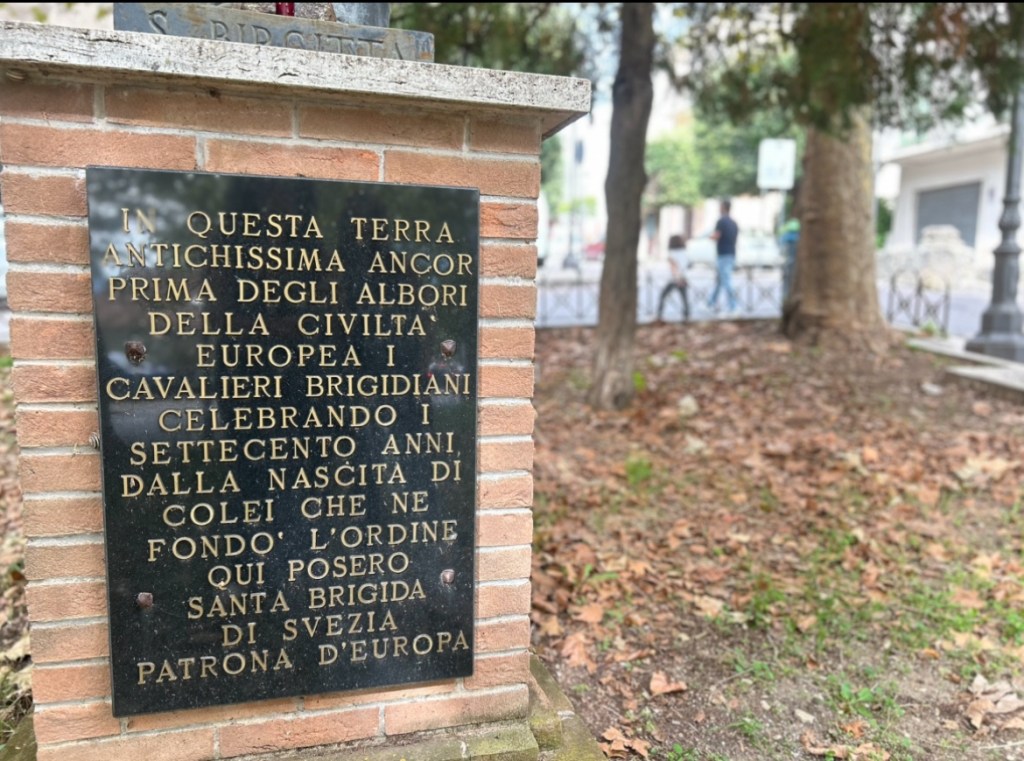 S. BIRGITTA
IN QUESTA TERRA
ANTICHISSIMA ANCOR
PRIMA DEGLI ALBORI
DELLA CIVILTA'
EUROPEA I
CAVALIERI BRIGIDIANI
CELEBRANDO I
SETTECENTO ANNI
DALLA NASCITA DI
COLEI CHE NE
FONDO' L'ORDINE
QUI POSERO
SANTA BRIGIDA
DI SVEZIA
PATRONA D'EUROPA